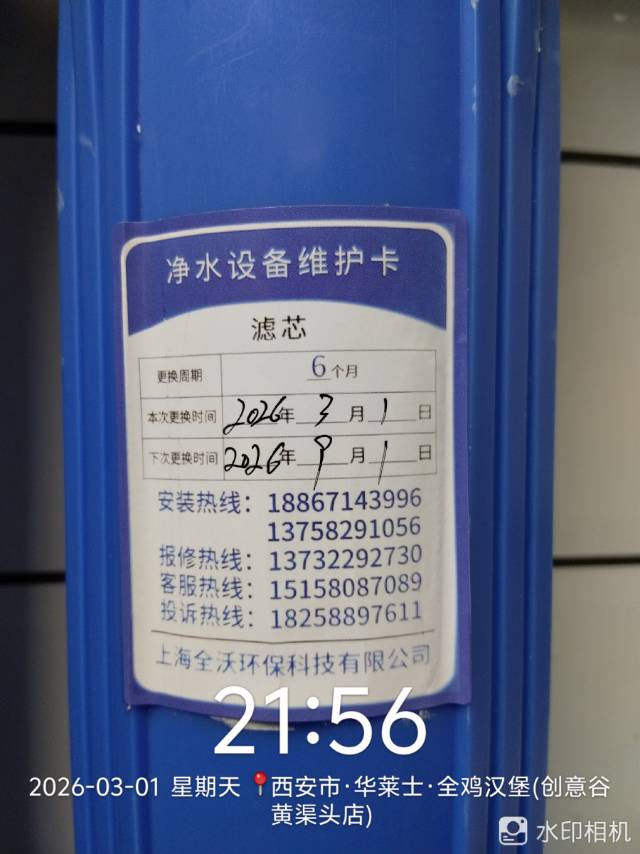 净水设备维护卡
滤芯
更换周期 6个月
本次更换时间 2026年 3 月 1 日
下次更换时间 2026年 9 月 1 日
安装热线：18867143996
13758291056
报修热线：13732292730
客服热线：15158087089
投诉热线：18258897611
上海全沃环保科技有限公司
21:56
2026-03-01 星期天 📍西安市·华莱士·全鸡汉堡(创意谷
黄渠头店)
水印相机